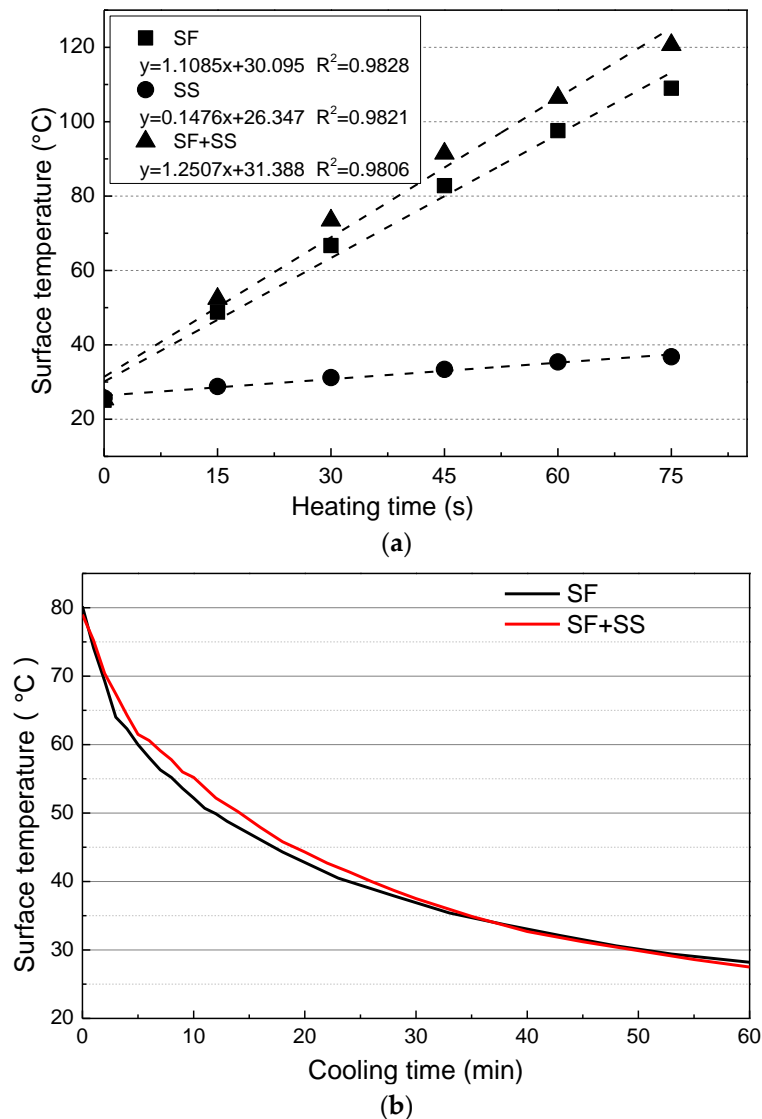 SF
y=1.1085x+30.095 R²=0.9828
SS
y=0.1476x+26.347 R²=0.9821
SF+SS
y=1.2507x+31.388 R²=0.9806
120
100
80
60
40
20
Surface temperature (°C)
0 15 30 45 60 75
Heating time (s)
(a)
SF
SF+SS
80
70
60
50
40
30
20
Surface temperature ( °C )
0 10 20 30 40 50 60
Cooling time (min)
(b)